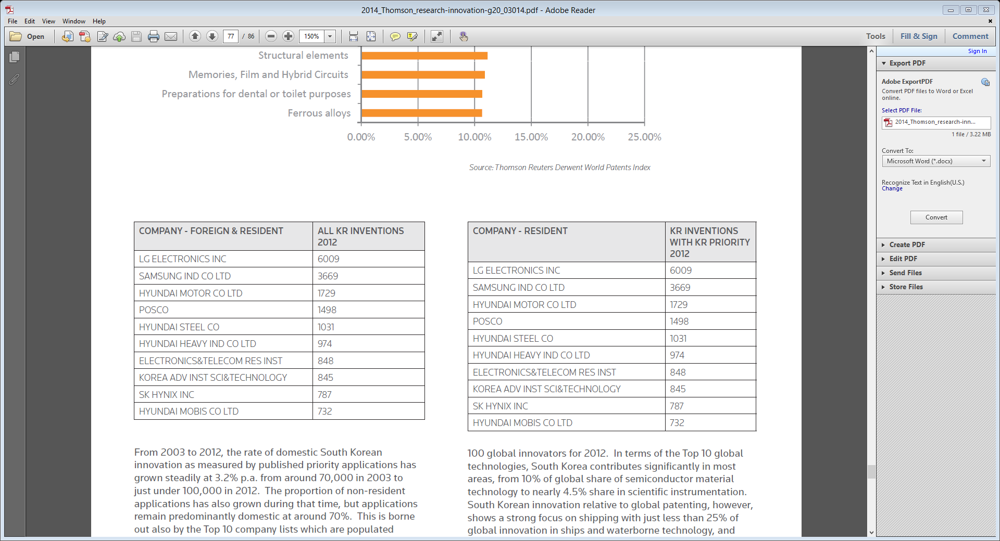 2014_Thomson_research-innovation-g20_03014.pdf - Adobe Reader
File Edit View Window Help
Open 77 / 86 150% Tools Fill & Sign Comment
Structural elements
Memories, Film and Hybrid Circuits
Preparations for dental or toilet purposes
Ferrous alloys
0.00% 5.00% 10.00% 15.00% 20.00% 25.00%
Source: Thomson Reuters Derwent World Patents Index
COMPANY - FOREIGN & RESIDENT ALL KR INVENTIONS
2012
LG ELECTRONICS INC 6009
SAMSUNG IND CO LTD 3669
HYUNDAI MOTOR CO LTD 1729
POSCO 1498
HYUNDAI STEEL CO 1031
HYUNDAI HEAVY IND CO LTD 974
ELECTRONICS&TELECOM RES INST 848
KOREA ADV INST SCI&TECHNOLOGY 845
SK HYNIX INC 787
HYUNDAI MOBIS CO LTD 732
COMPANY - RESIDENT KR INVENTIONS
WITH KR PRIORITY
2012
LG ELECTRONICS INC 6009
SAMSUNG IND CO LTD 3669
HYUNDAI MOTOR CO LTD 1729
POSCO 1498
HYUNDAI STEEL CO 1031
HYUNDAI HEAVY IND CO LTD 974
ELECTRONICS&TELECOM RES INST 848
KOREA ADV INST SCI&TECHNOLOGY 845
SK HYNIX INC 787
HYUNDAI MOBIS CO LTD 732
From 2003 to 2012, the rate of domestic South Korean
innovation as measured by published priority applications has
grown steadily at 3.2% p.a. from around 70,000 in 2003 to
just under 100,000 in 2012. The proportion of non-resident
applications has also grown during that time, but applications
remain predominantly domestic at around 70%. This is borne
out also by the Top 10 company lists which are populated
100 global innovators for 2012. In terms of the Top 10 global
technologies, South Korea contributes significantly in most
areas, from 10% of global share of semiconductor material
technology to nearly 4.5% share in scientific instrumentation.
South Korean innovation relative to global patenting, however,
shows a strong focus on shipping with just less than 25% of
global innovation in ships and waterborne technology, and
Sign In
Export PDF
Adobe ExportPDF
Convert PDF files to Word or Excel
online.
Select PDF File:
2014_Thomson_research-inn...
1 file / 3.22 MB
Convert To:
Microsoft Word (*.docx)
Recognize Text in English(U.S.)
Change
Convert
Create PDF
Edit PDF
Send Files
Store Files